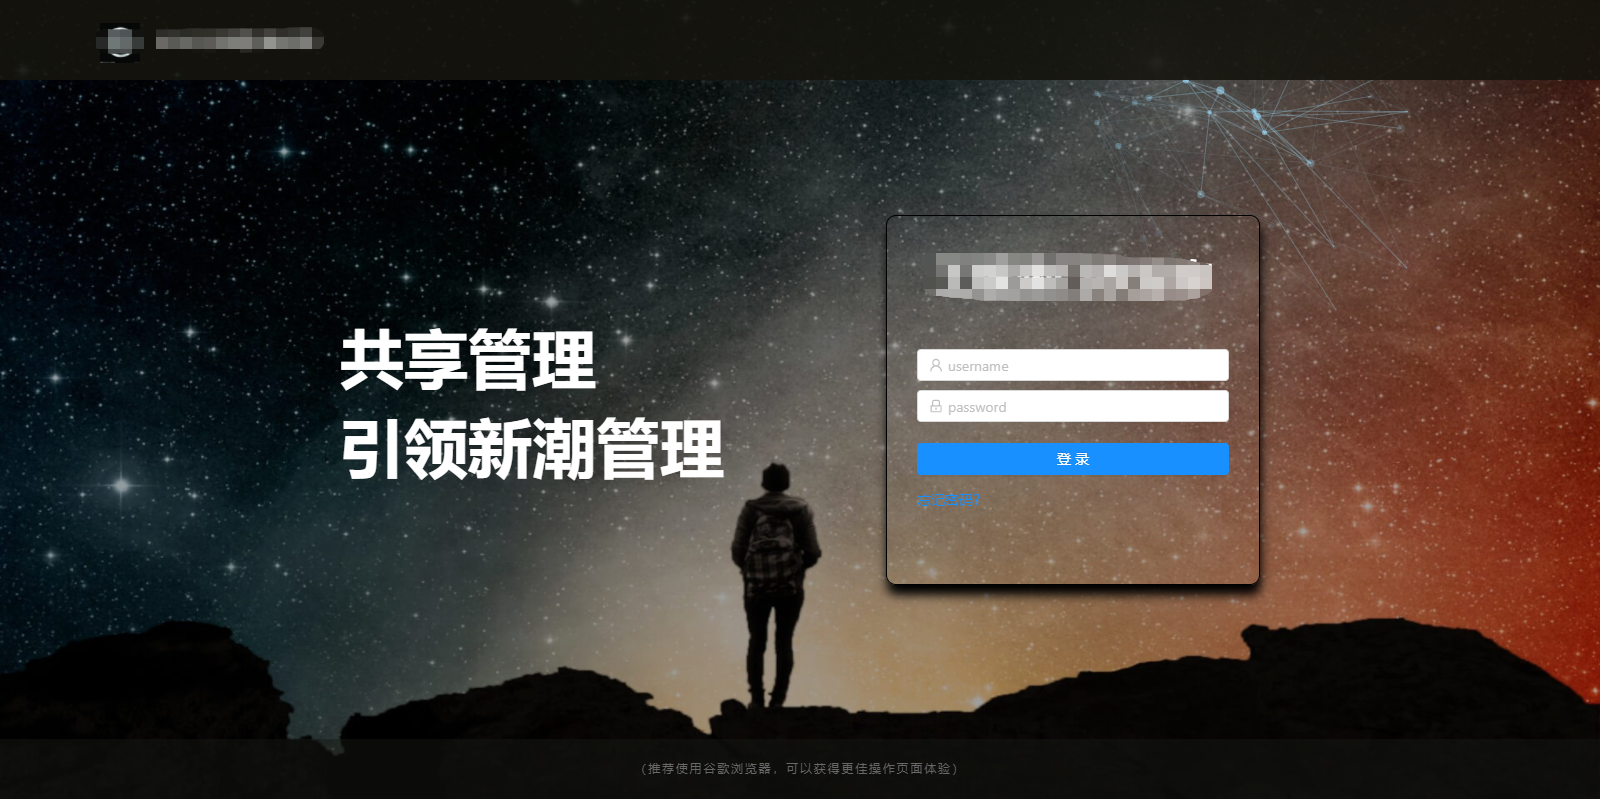 共享管理
引领新潮管理
username
password
登 录
忘记密码?
(推荐使用谷歌浏览器，可以获得更佳操作页面体验)